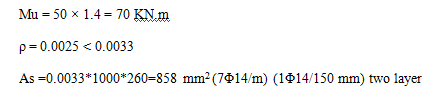 Mu = 50 × 1.4 = 70 KN.m
ρ = 0.0025 < 0.0033
As =0.0033*1000*260=858 mm² (7Φ14/m) (1Φ14/150 mm) two layer